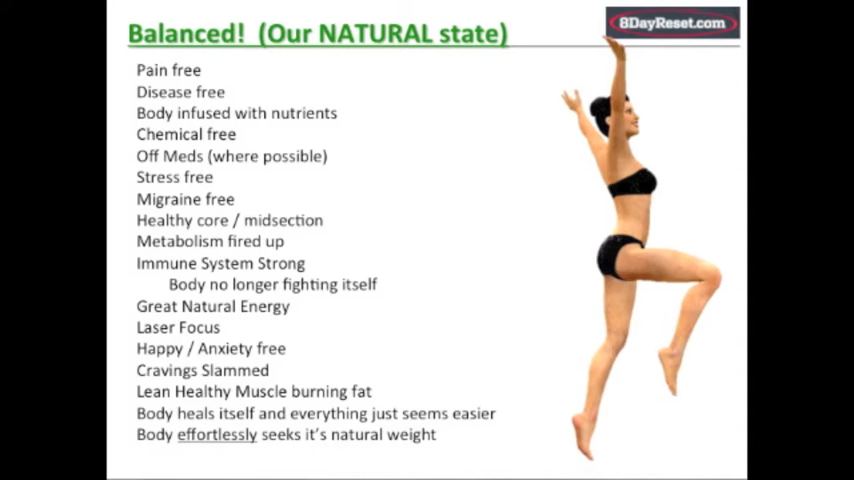 8DayReset.com
Balanced! (Our NATURAL state)
Pain free
Disease free
Body infused with nutrients
Chemical free
Off Meds (where possible)
Stress free
Migraine free
Healthy core / midsection
Metabolism fired up
Immune System Strong
Body no longer fighting itself
Great Natural Energy
Laser Focus
Happy / Anxiety free
Cravings Slammed
Lean Healthy Muscle burning fat
Body heals itself and everything just seems easier
Body effortlessly seeks it's natural weight